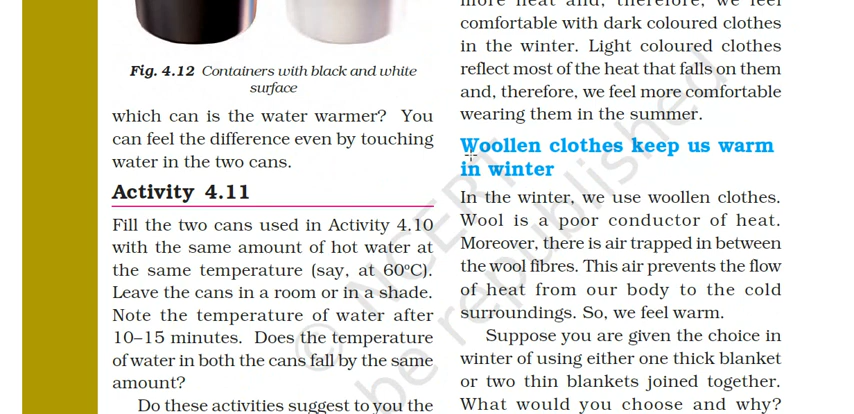 Fig. 4.12 Containers with black and white
surface
which can is the water warmer? You
can feel the difference even by touching
water in the two cans.
Activity 4.11
Fill the two cans used in Activity 4.10
with the same amount of hot water at
the same temperature (say, at 60°C).
Leave the cans in a room or in a shade.
Note the temperature of water after
10–15 minutes. Does the temperature
of water in both the cans fall by the same
amount?
Do these activities suggest to you the
more heat and, therefore, we feel
comfortable with dark coloured clothes
in the winter. Light coloured clothes
reflect most of the heat that falls on them
and, therefore, we feel more comfortable
wearing them in the summer.
Woollen clothes keep us warm
in winter
In the winter, we use woollen clothes.
Wool is a poor conductor of heat.
Moreover, there is air trapped in between
the wool fibres. This air prevents the flow
of heat from our body to the cold
surroundings. So, we feel warm.
Suppose you are given the choice in
winter of using either one thick blanket
or two thin blankets joined together.
What would you choose and why?
© NCERT
be republished